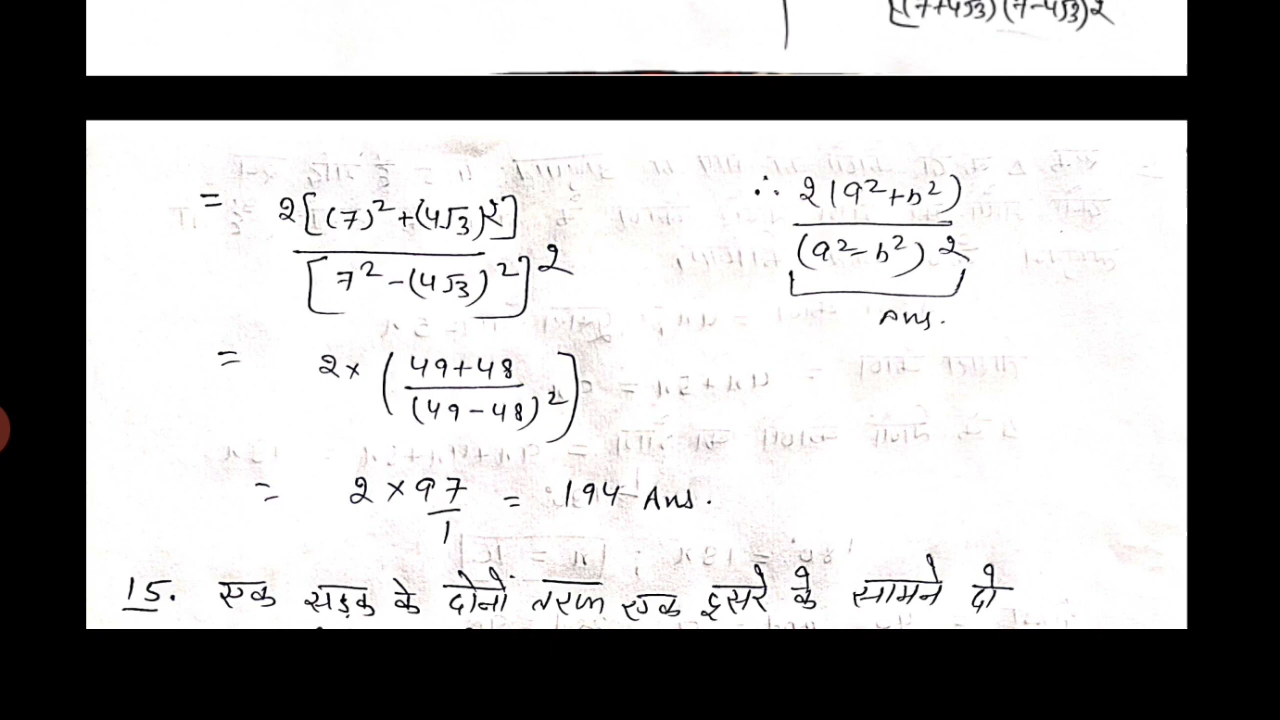 [(7+4√3)(7-4√3)2
= 2[(7)²+(4√3)²]
[7²-(4√3)²]2
∴ 2(a²+b²)
(a²-b²)2
Ans.
= 2×(49+48
(49-48)²)
= 2×97 = 194 Ans.
1
15. एक सड़क के दोनों तरफ एक दूसरे के सामने दो